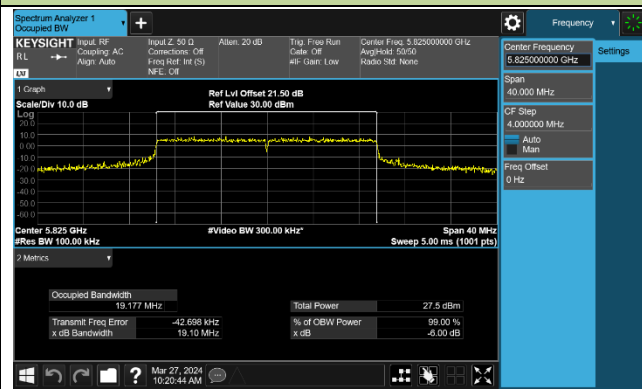 Spectrum Analyzer 1
Occupied BW
Frequency
KEYSIGHT
RL
LXI
Input: RF
Coupling: AC
Align: Auto
Input Z: 50 Ω
Corrections: Off
Freq Ref: Int (S)
NFE: Off
Atten: 20 dB
Trig: Free Run
Gate: Off
#IF Gain: Low
Center Freq: 5.825000000 GHz
Avg|Hold: 50/50
Radio Std: None
Center Frequency
5.825000000 GHz
Settings
Span
40.000 MHz
CF Step
4.000000 MHz
Auto
Man
Freq Offset
0 Hz
1 Graph
Scale/Div 10.0 dB
Ref Lvl Offset 21.50 dB
Ref Value 30.00 dBm
Log
20.0
10.0
0.00
-10.0
-20.0
-30.0
-40.0
-50.0
-60.0
Center 5.825 GHz
#Res BW 100.00 kHz
#Video BW 300.00 kHz*
Span 40 MHz
Sweep 5.00 ms (1001 pts)
2 Metrics
Occupied Bandwidth
19.177 MHz
Total Power 27.5 dBm
Transmit Freq Error -42.698 kHz
% of OBW Power 99.00 %
x dB Bandwidth 19.10 MHz
x dB -6.00 dB
Mar 27, 2024
10:20:44 AM